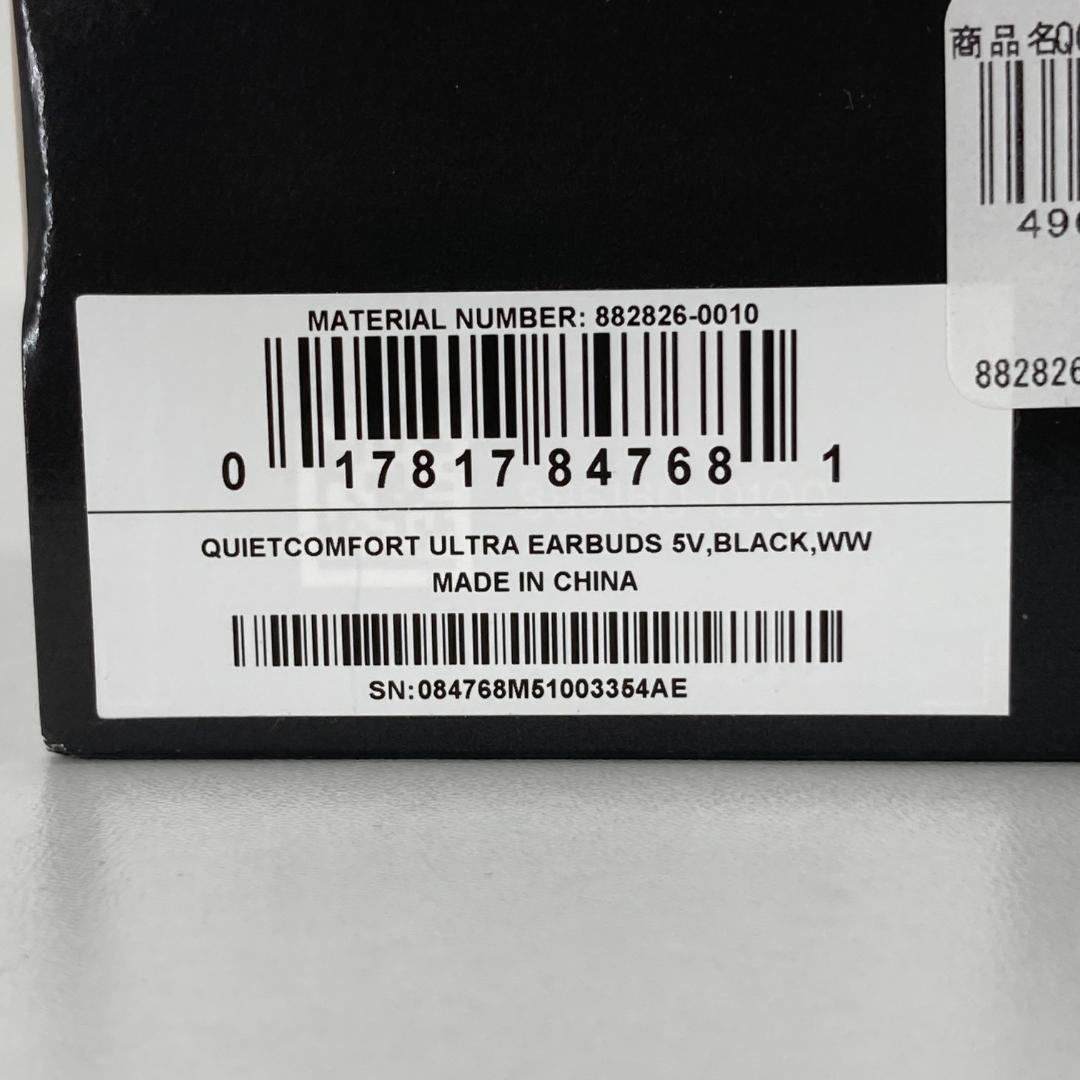 商品名
MATERIAL NUMBER: 882826-0010
0 17817 84768 1
QUIETCOMFORT ULTRA EARBUDS 5V,BLACK,WW
MADE IN CHINA
SN:084768M51003354AE
49
882826